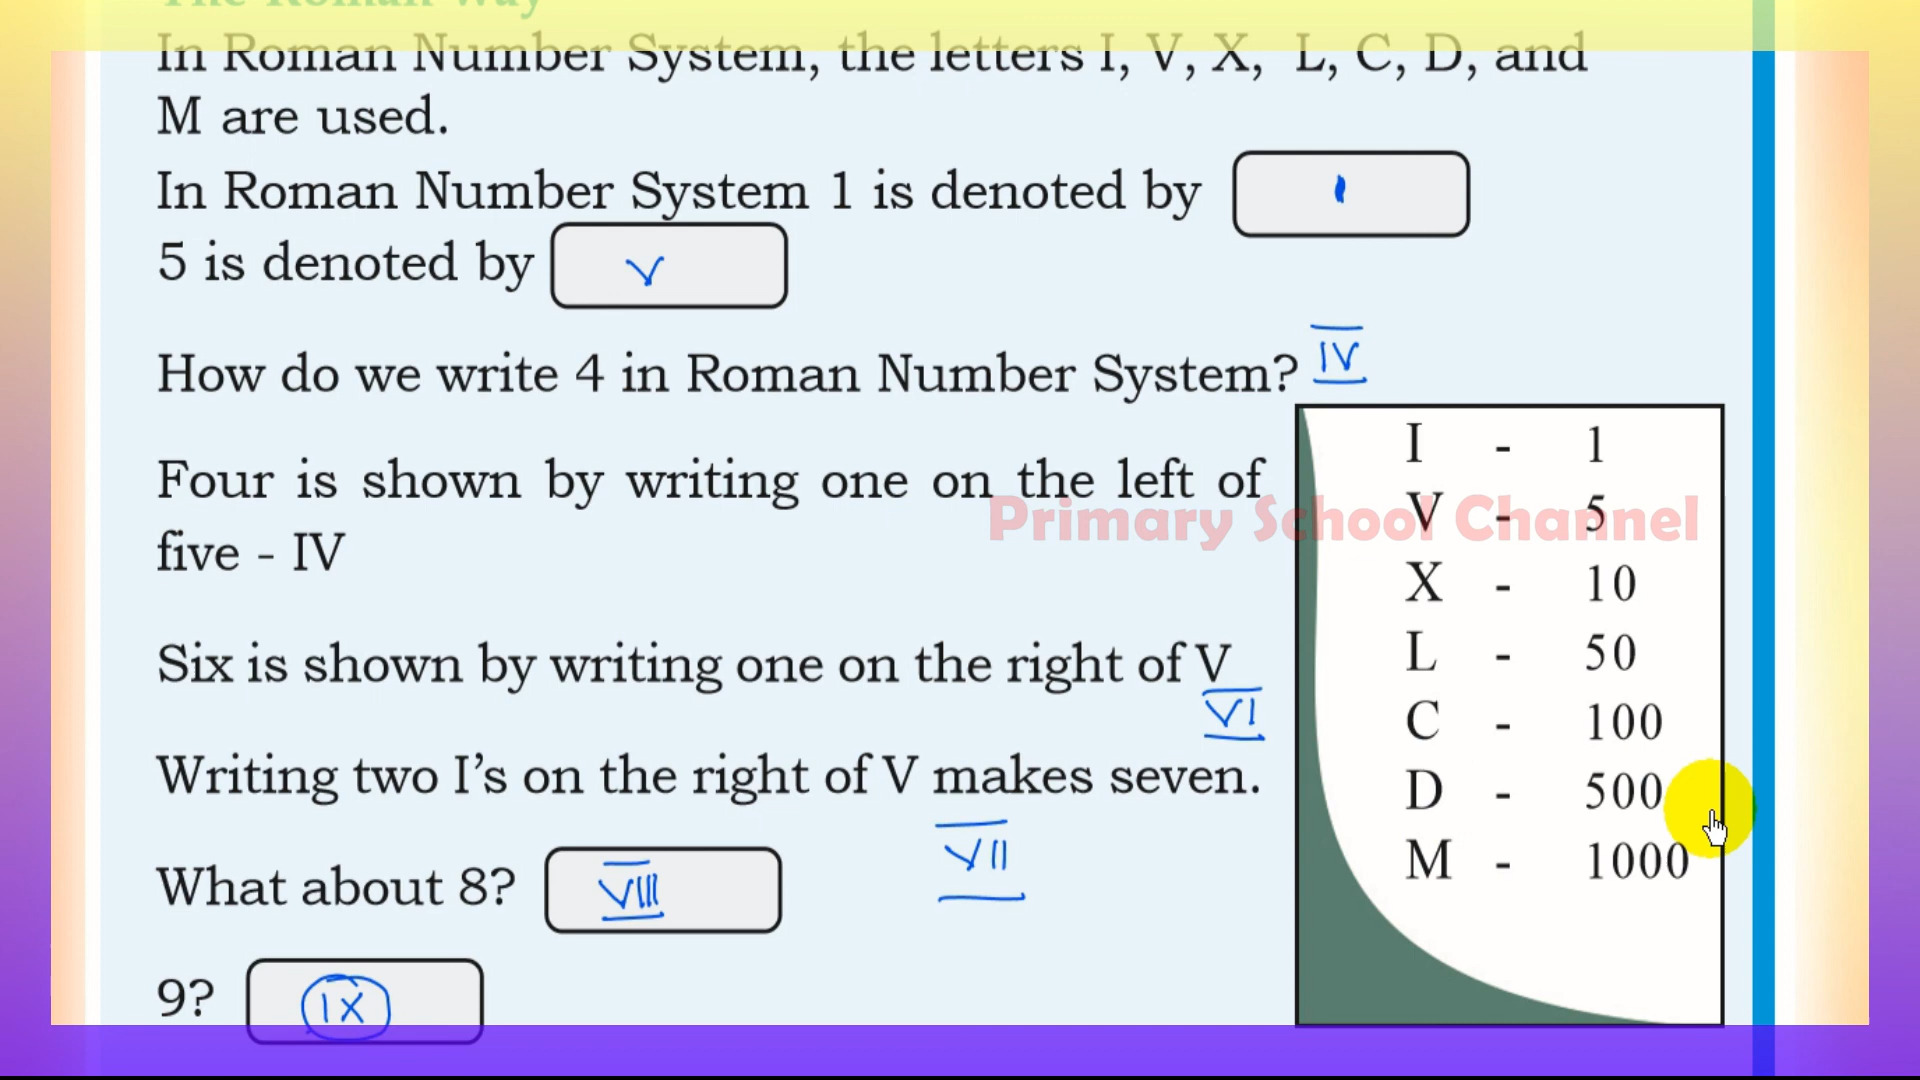 The Roman Way
In Roman Number System, the letters I, V, X, L, C, D, and
M are used.
In Roman Number System 1 is denoted by I
5 is denoted by V
How do we write 4 in Roman Number System? IV
Four is shown by writing one on the left of
five - IV
Six is shown by writing one on the right of V
VI
Writing two I's on the right of V makes seven.
VII
What about 8? VIII
9? IX
I - 1
V - 5
X - 10
L - 50
C - 100
D - 500
M - 1000
Primary School Channel